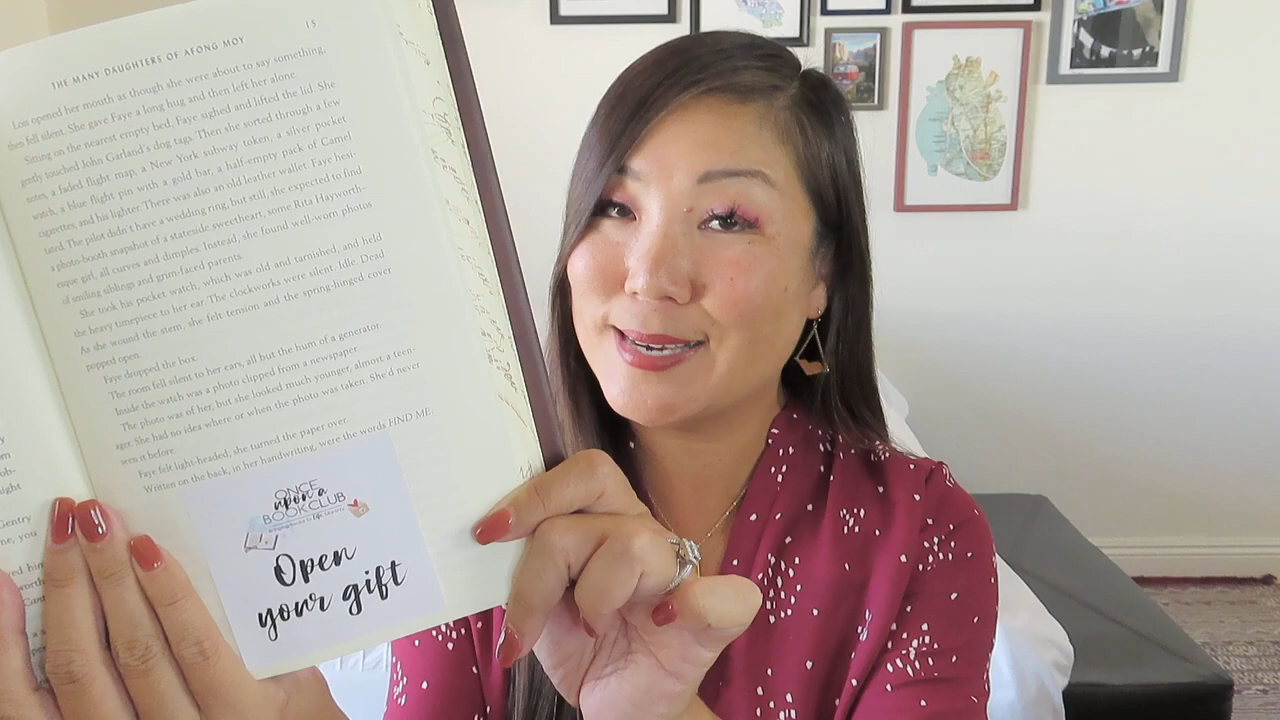 THE MANY DAUGHTERS OF AFONG MOY
15
Lois opened her mouth as though she were about to say something,
then fell silent. She gave Faye a long hug and then left her alone.
Sitting on the nearest empty bed, Faye sighed and lifted the lid. She
gently touched John Garland's dog tags. Then she sorted through a few
notes, a faded flight map, a New York subway token, a silver pocket
watch, a blue flight pin with a gold bar, a half-empty pack of Camel
cigarettes, and his lighter. There was also an old leather wallet. Faye hesi-
tated. The pilot didn't have a wedding ring, but still, she expected to find
a photo-booth snapshot of a stateside sweetheart, some Rita Hayworth-
esque girl, all curves and dimples. Instead, she found well-worn photos
of smiling siblings and grim-faced parents.
She took his pocket watch, which was old and tarnished, and held
the heavy timepiece to her ear. The clockworks were silent. Idle. Dead
As she wound the stem, she felt tension and the spring-hinged cover
popped open.
Faye dropped the box.
The room fell silent to her ears, all but the hum of a generator.
Inside the watch was a photo clipped from a newspaper.
The photo was of her, but she looked much younger, almost a teen-
ager. She had no idea where or when the photo was taken. She'd never
seen it before.
Faye felt light-headed, she turned the paper over.
Written on the back, in her handwriting, were the words FIND ME.
ONCE
upon a
BOOK CLUB
Open
your gift